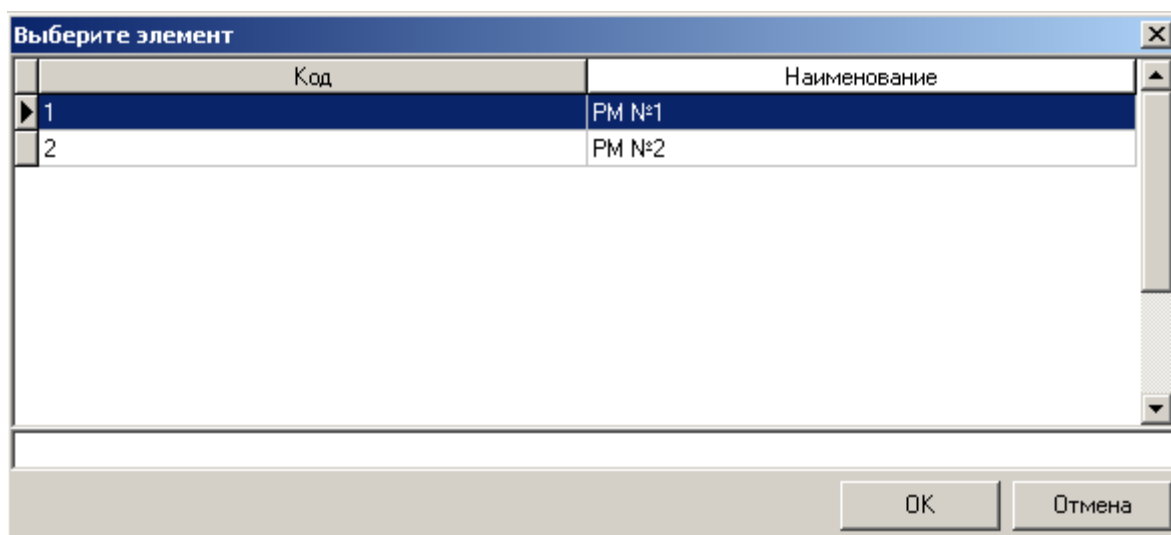 Выберите элемент
Код Наименование
1 РМ №1
2 РМ №2
OK Отмена